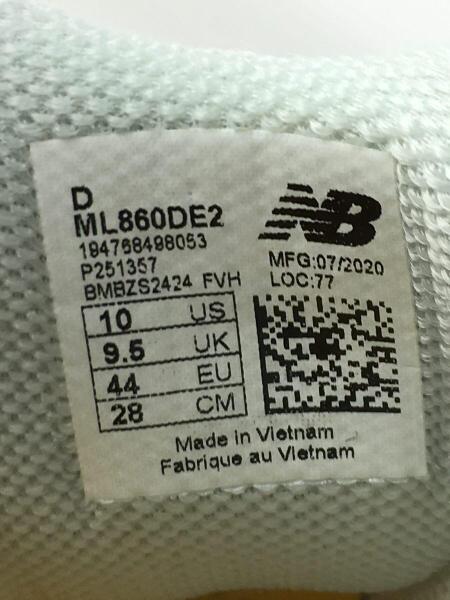 D
ML860DE2
194768498053
P251357
BMBZS2424 FVH
10 US
9.5 UK
44 EU
28 CM
NB
MFG:07/2020
LOC:77
Made in Vietnam
Fabrique au Vietnam